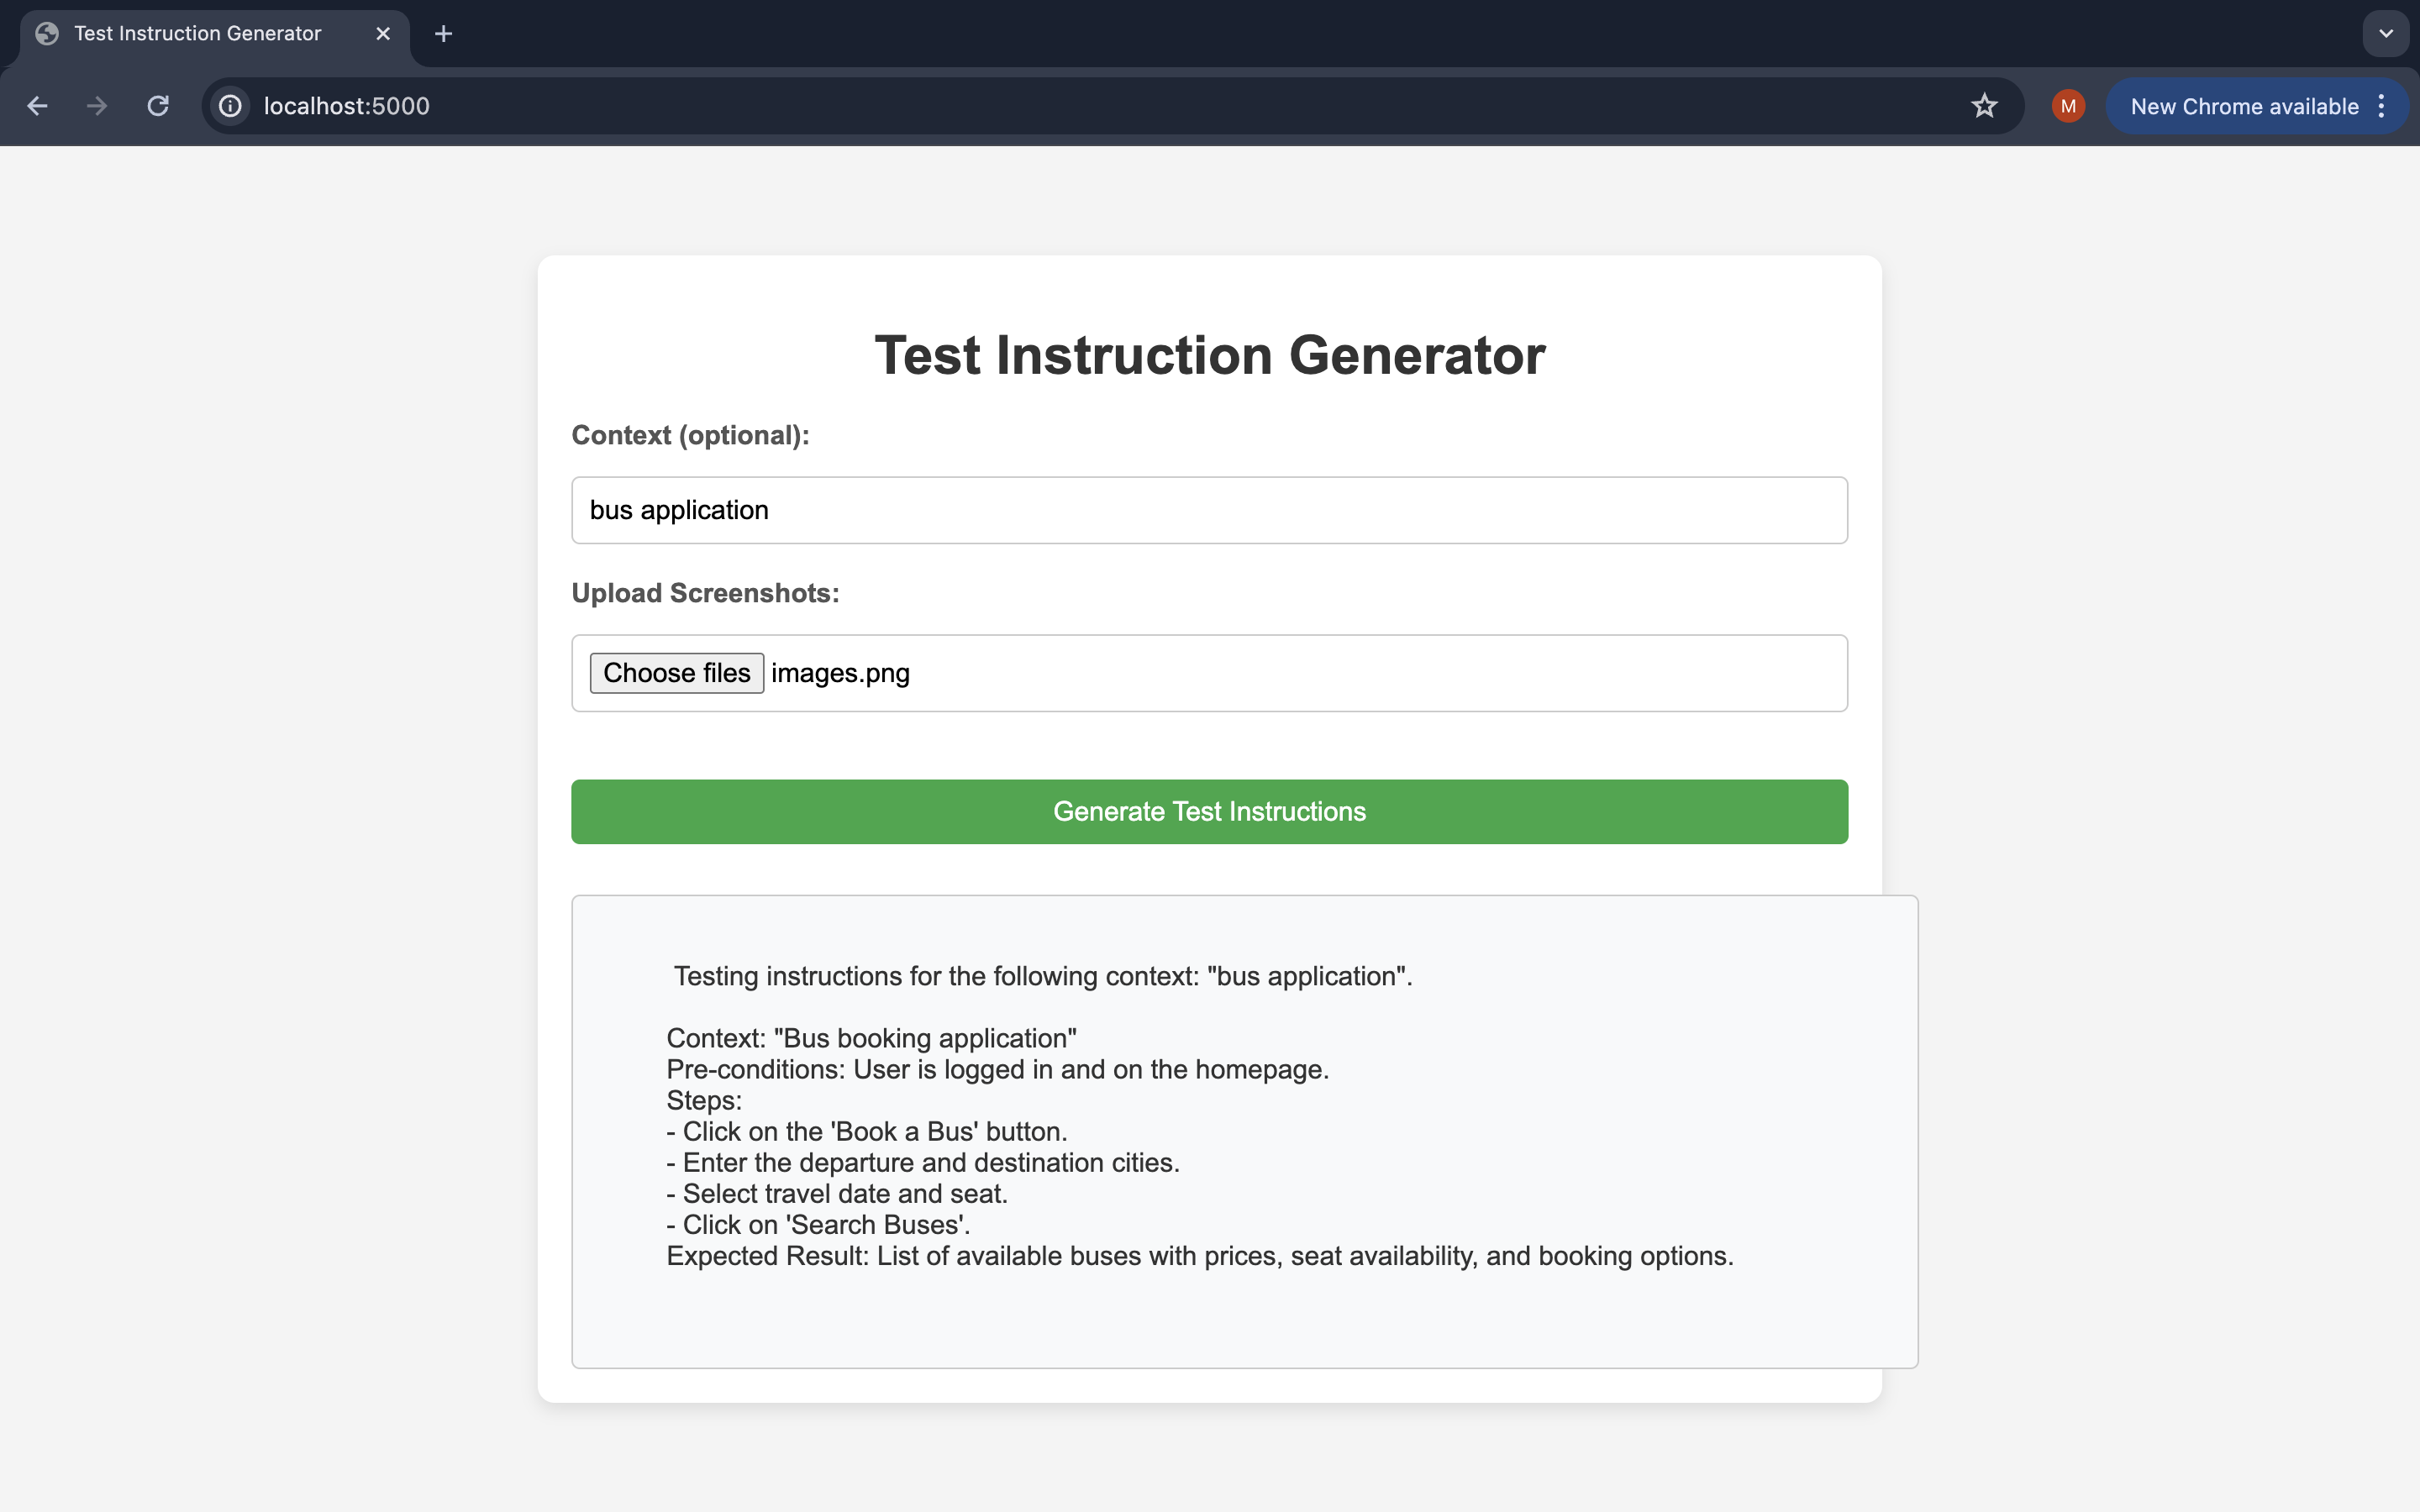 Test Instruction Generator
localhost:5000
M
New Chrome available
Test Instruction Generator
Context (optional):
bus application
Upload Screenshots:
Choose files images.png
Generate Test Instructions
Testing instructions for the following context: "bus application".
Context: "Bus booking application"
Pre-conditions: User is logged in and on the homepage.
Steps:
- Click on the 'Book a Bus' button.
- Enter the departure and destination cities.
- Select travel date and seat.
- Click on 'Search Buses'.
Expected Result: List of available buses with prices, seat availability, and booking options.